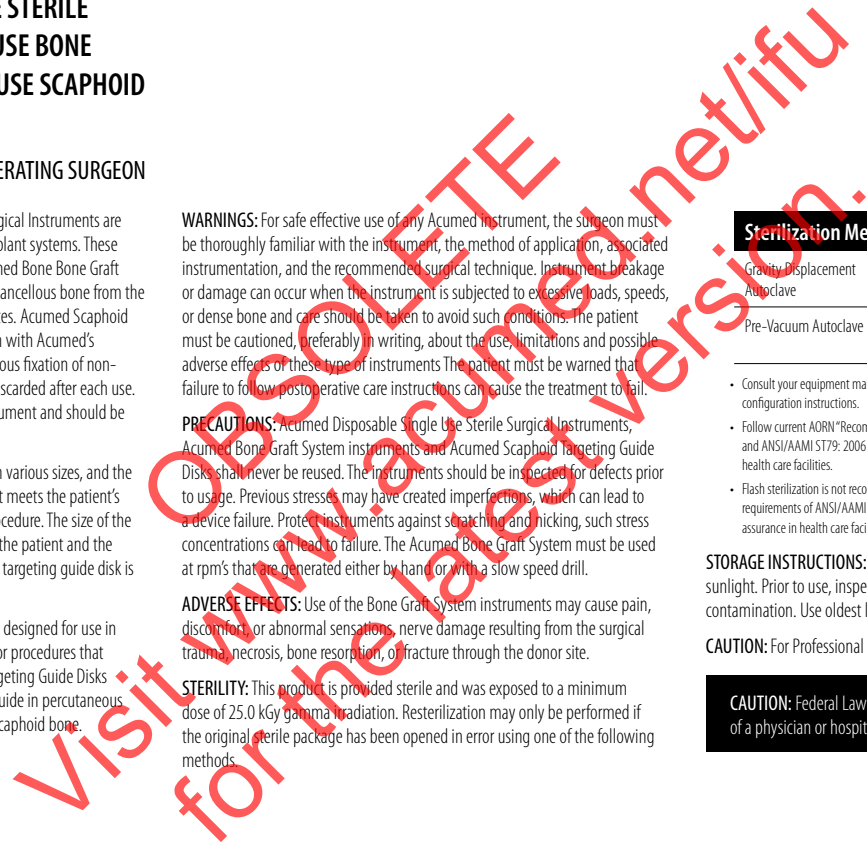 E STERILE
USE BONE
USE SCAPHOID
ERATING SURGEON
gical Instruments are
plant systems. These
ned Bone Bone Graft
ancellous bone from the
tes. Acumed Scaphoid
n with Acumed's
ous fixation of non-
scarded after each use.
ument and should be
n various sizes, and the
t meets the patient's
cedure. The size of the
the patient and the
targeting guide disk is
designed for use in
or procedures that
geting Guide Disks
uide in percutaneous
caphoid bone.
WARNINGS: For safe effective use of any Acumed instrument, the surgeon must
be thoroughly familiar with the instrument, the method of application, associated
instrumentation, and the recommended surgical technique. Instrument breakage
or damage can occur when the instrument is subjected to excessive loads, speeds,
or dense bone and care should be taken to avoid such conditions. The patient
must be cautioned, preferably in writing, about the use, limitations and possible
adverse effects of these type of instruments The patient must be warned that
failure to follow postoperative care instructions can cause the treatment to fail.
PRECAUTIONS: Acumed Disposable Single Use Sterile Surgical Instruments,
Acumed Bone Graft System instruments and Acumed Scaphoid Targeting Guide
Disks shall never be reused. The instruments should be inspected for defects prior
to usage. Previous stresses may have created imperfections, which can lead to
a device failure. Protect instruments against scratching and nicking, such stress
concentrations can lead to failure. The Acumed Bone Graft System must be used
at rpm's that are generated either by hand or with a slow speed drill.
ADVERSE EFFECTS: Use of the Bone Graft System instruments may cause pain,
discomfort, or abnormal sensations, nerve damage resulting from the surgical
trauma, necrosis, bone resorption, or fracture through the donor site.
STERILITY: This product is provided sterile and was exposed to a minimum
dose of 25.0 kGy gamma irradiation. Resterilization may only be performed if
the original sterile package has been opened in error using one of the following
methods.
Sterilization Me
Gravity Displacement
Autoclave
Pre-Vacuum Autoclave
• Consult your equipment ma
configuration instructions.
• Follow current AORN "Recom
and ANSI/AAMI ST79: 2006
health care facilities.
• Flash sterilization is not reco
requirements of ANSI/AAMI
assurance in health care facil
STORAGE INSTRUCTIONS:
sunlight. Prior to use, inspe
contamination. Use oldest l
CAUTION: For Professional
CAUTION: Federal Law
of a physician or hospit
OBSOLETE
Visit www.acumed.net/ifu
for the latest version.